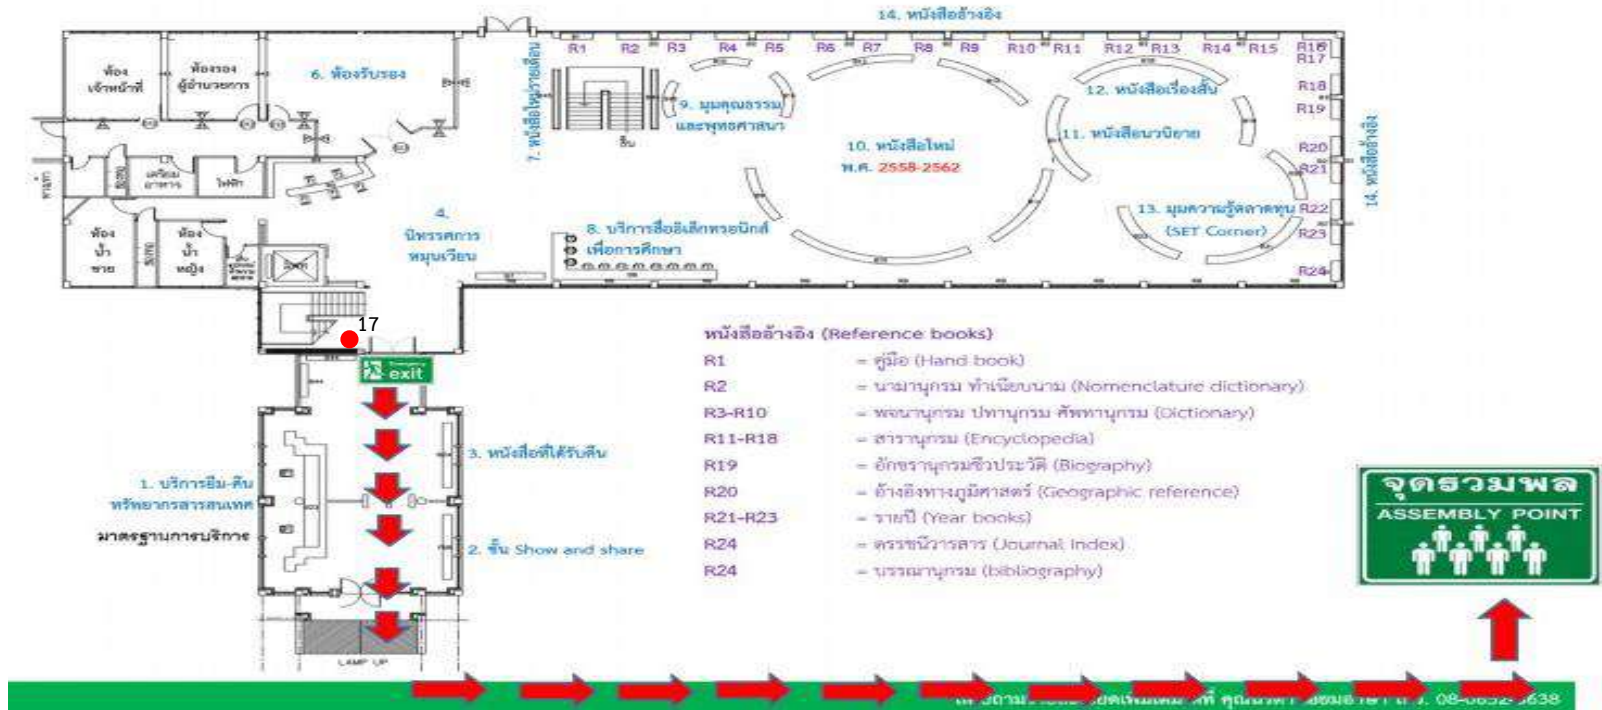 14. หนังสืออ้างอิง
R1 R2 R3 R4 R5 R6 R7 R8 R9 R10 R11 R12 R13 R14 R15 R16
R17
R18
R19
R20
R21
R22
R23
R24
14. หนังสืออ้างอิง
ห้อง
เจ้าหน้าที่
ห้องรอง
ผู้อำนวยการ
6. ห้องรับรอง
7. หนังสือใหม่รายเดือน
ขึ้น
9. มุมคุณธรรม
และพุทธศาสนา
10. หนังสือใหม่
พ.ศ. 2558-2562
12. หนังสือเรื่องสั้น
11. หนังสือนวนิยาย
13. มุมความรู้ตลาดทุน
(SET Corner)
เตรียม
อาหาร
ไฟฟ้า
ห้อง
น้ำ
ชาย
ห้อง
น้ำ
หญิง
4.
นิทรรศการ
หมุนเวียน
8. บริการสื่ออิเล็กทรอนิกส์
เพื่อการศึกษา
17
exit
1. บริการยืม-คืน
ทรัพยากรสารสนเทศ
มาตรฐานการบริการ
3. หนังสือที่ได้รับคืน
2. ชั้น Show and share
LAMP UP
หนังสืออ้างอิง (Reference books)
R1 = คู่มือ (Hand book)
R2 = นามานุกรม ทำเนียบนาม (Nomenclature dictionary)
R3-R10 = พจนานุกรม ปทานุกรม ศัพทานุกรม (Dictionary)
R11-R18 = สารานุกรม (Encyclopedia)
R19 = อักขรานุกรมชีวประวัติ (Biography)
R20 = อ้างอิงทางภูมิศาสตร์ (Geographic reference)
R21-R23 = รายปี (Year books)
R24 = ดรรชนีวารสาร (Journal Index)
R24 = บรรณานุกรม (bibliography)
จุดรวมพล
ASSEMBLY POINT